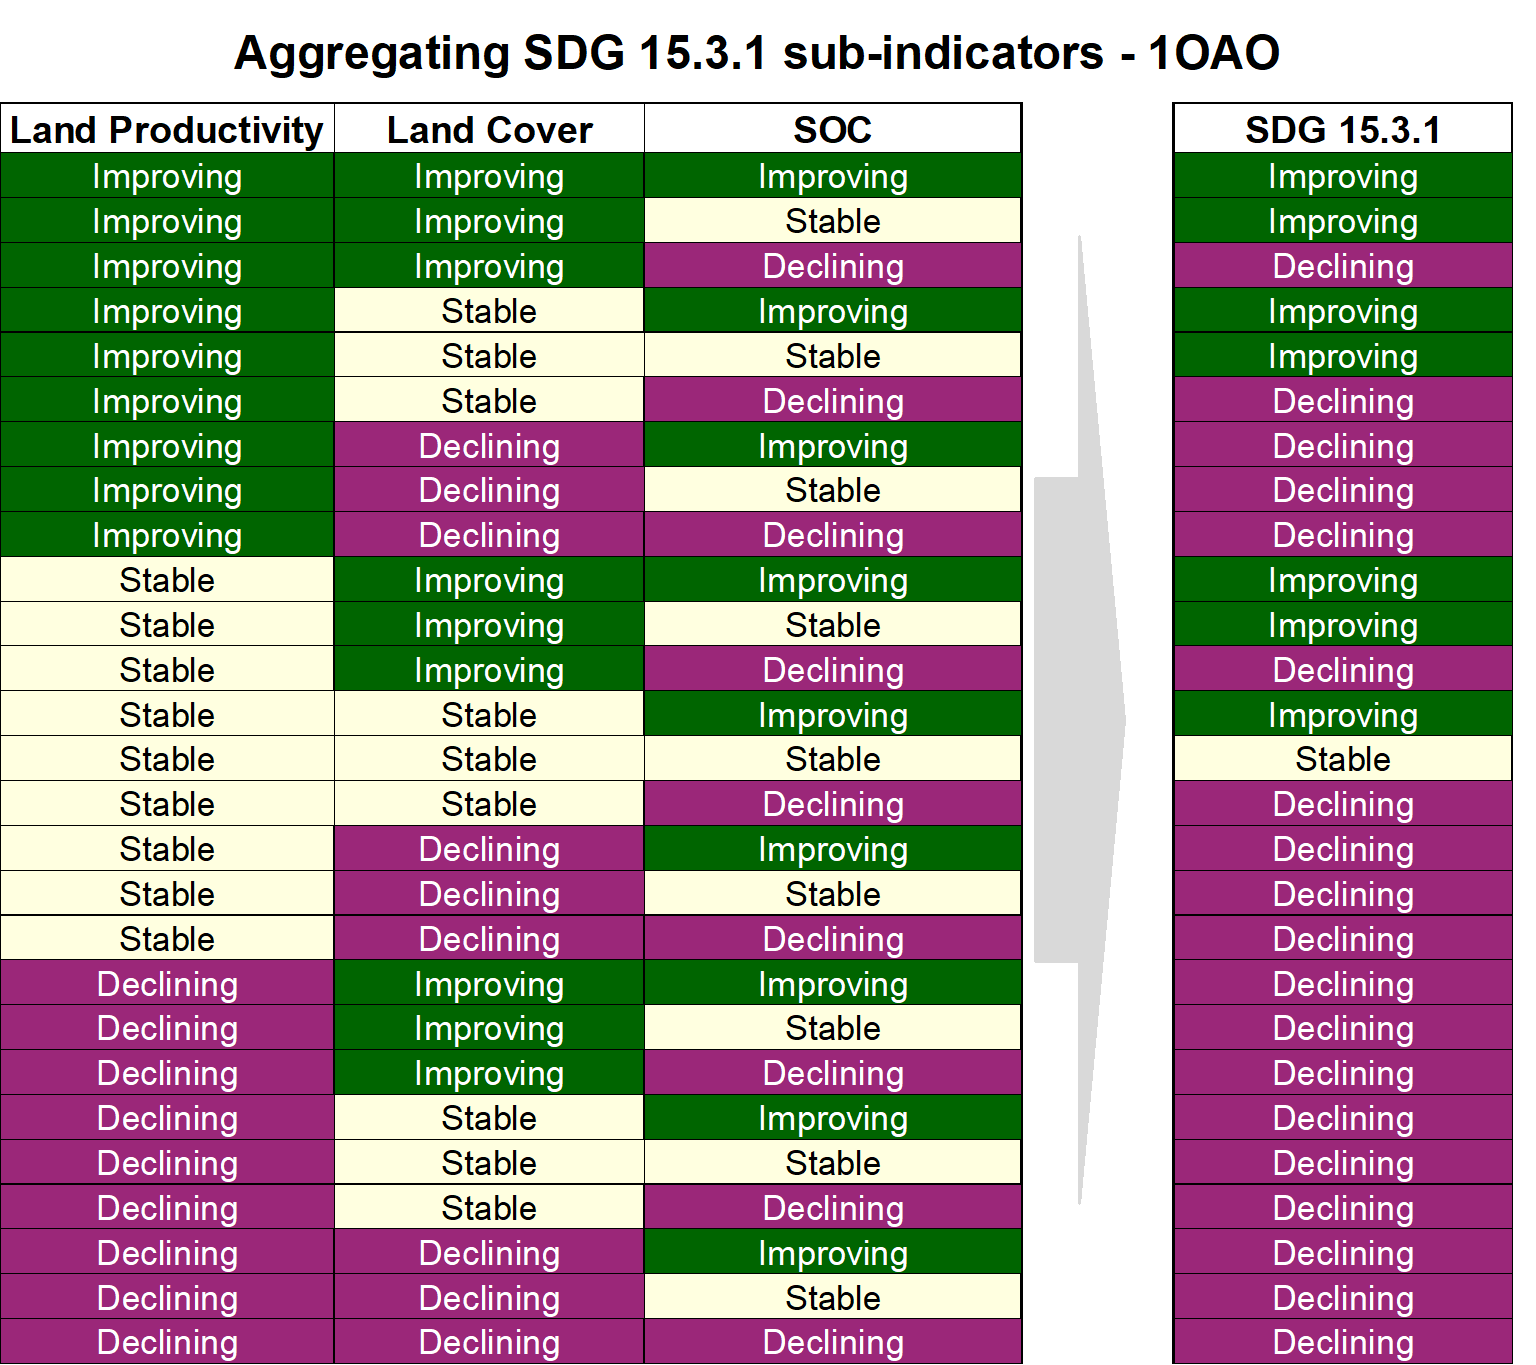 Aggregating SDG 15.3.1 sub-indicators - 1OAO
Land Productivity Land Cover SOC SDG 15.3.1
Improving Improving Improving Improving
Improving Improving Stable Improving
Improving Improving Declining Declining
Improving Stable Improving Improving
Improving Stable Stable Improving
Improving Stable Declining Declining
Improving Declining Improving Declining
Improving Declining Stable Declining
Improving Declining Declining Declining
Stable Improving Improving Improving
Stable Improving Stable Improving
Stable Improving Declining Declining
Stable Stable Improving Improving
Stable Stable Stable Stable
Stable Stable Declining Declining
Stable Declining Improving Declining
Stable Declining Stable Declining
Stable Declining Declining Declining
Declining Improving Improving Declining
Declining Improving Stable Declining
Declining Improving Declining Declining
Declining Stable Improving Declining
Declining Stable Stable Declining
Declining Stable Declining Declining
Declining Declining Improving Declining
Declining Declining Stable Declining
Declining Declining Declining Declining